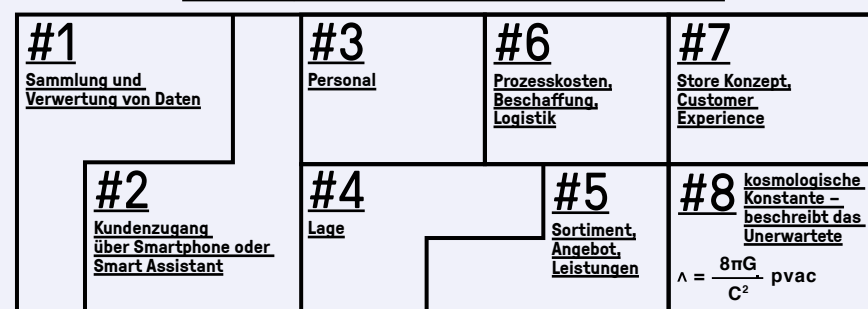 #1
Sammlung und
Verwertung von Daten
#3
Personal
#6
Prozesskosten,
Beschaffung,
Logistik
#7
Store Konzept,
Customer
Experience
#2
Kundenzugang
über Smartphone oder
Smart Assistant
#4
Lage
#5
Sortiment,
Angebot,
Leistungen
#8
kosmologische
Konstante –
beschreibt das
Unerwartete
^ = 8πG. / C² pvac